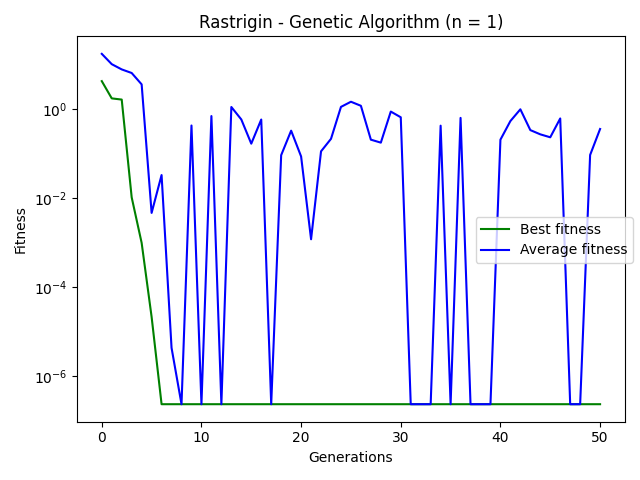 Rastrigin - Genetic Algorithm (n = 1)
Fitness
10⁰
10⁻²
10⁻⁴
10⁻⁶
Best fitness
Average fitness
0 10 20 30 40 50
Generations